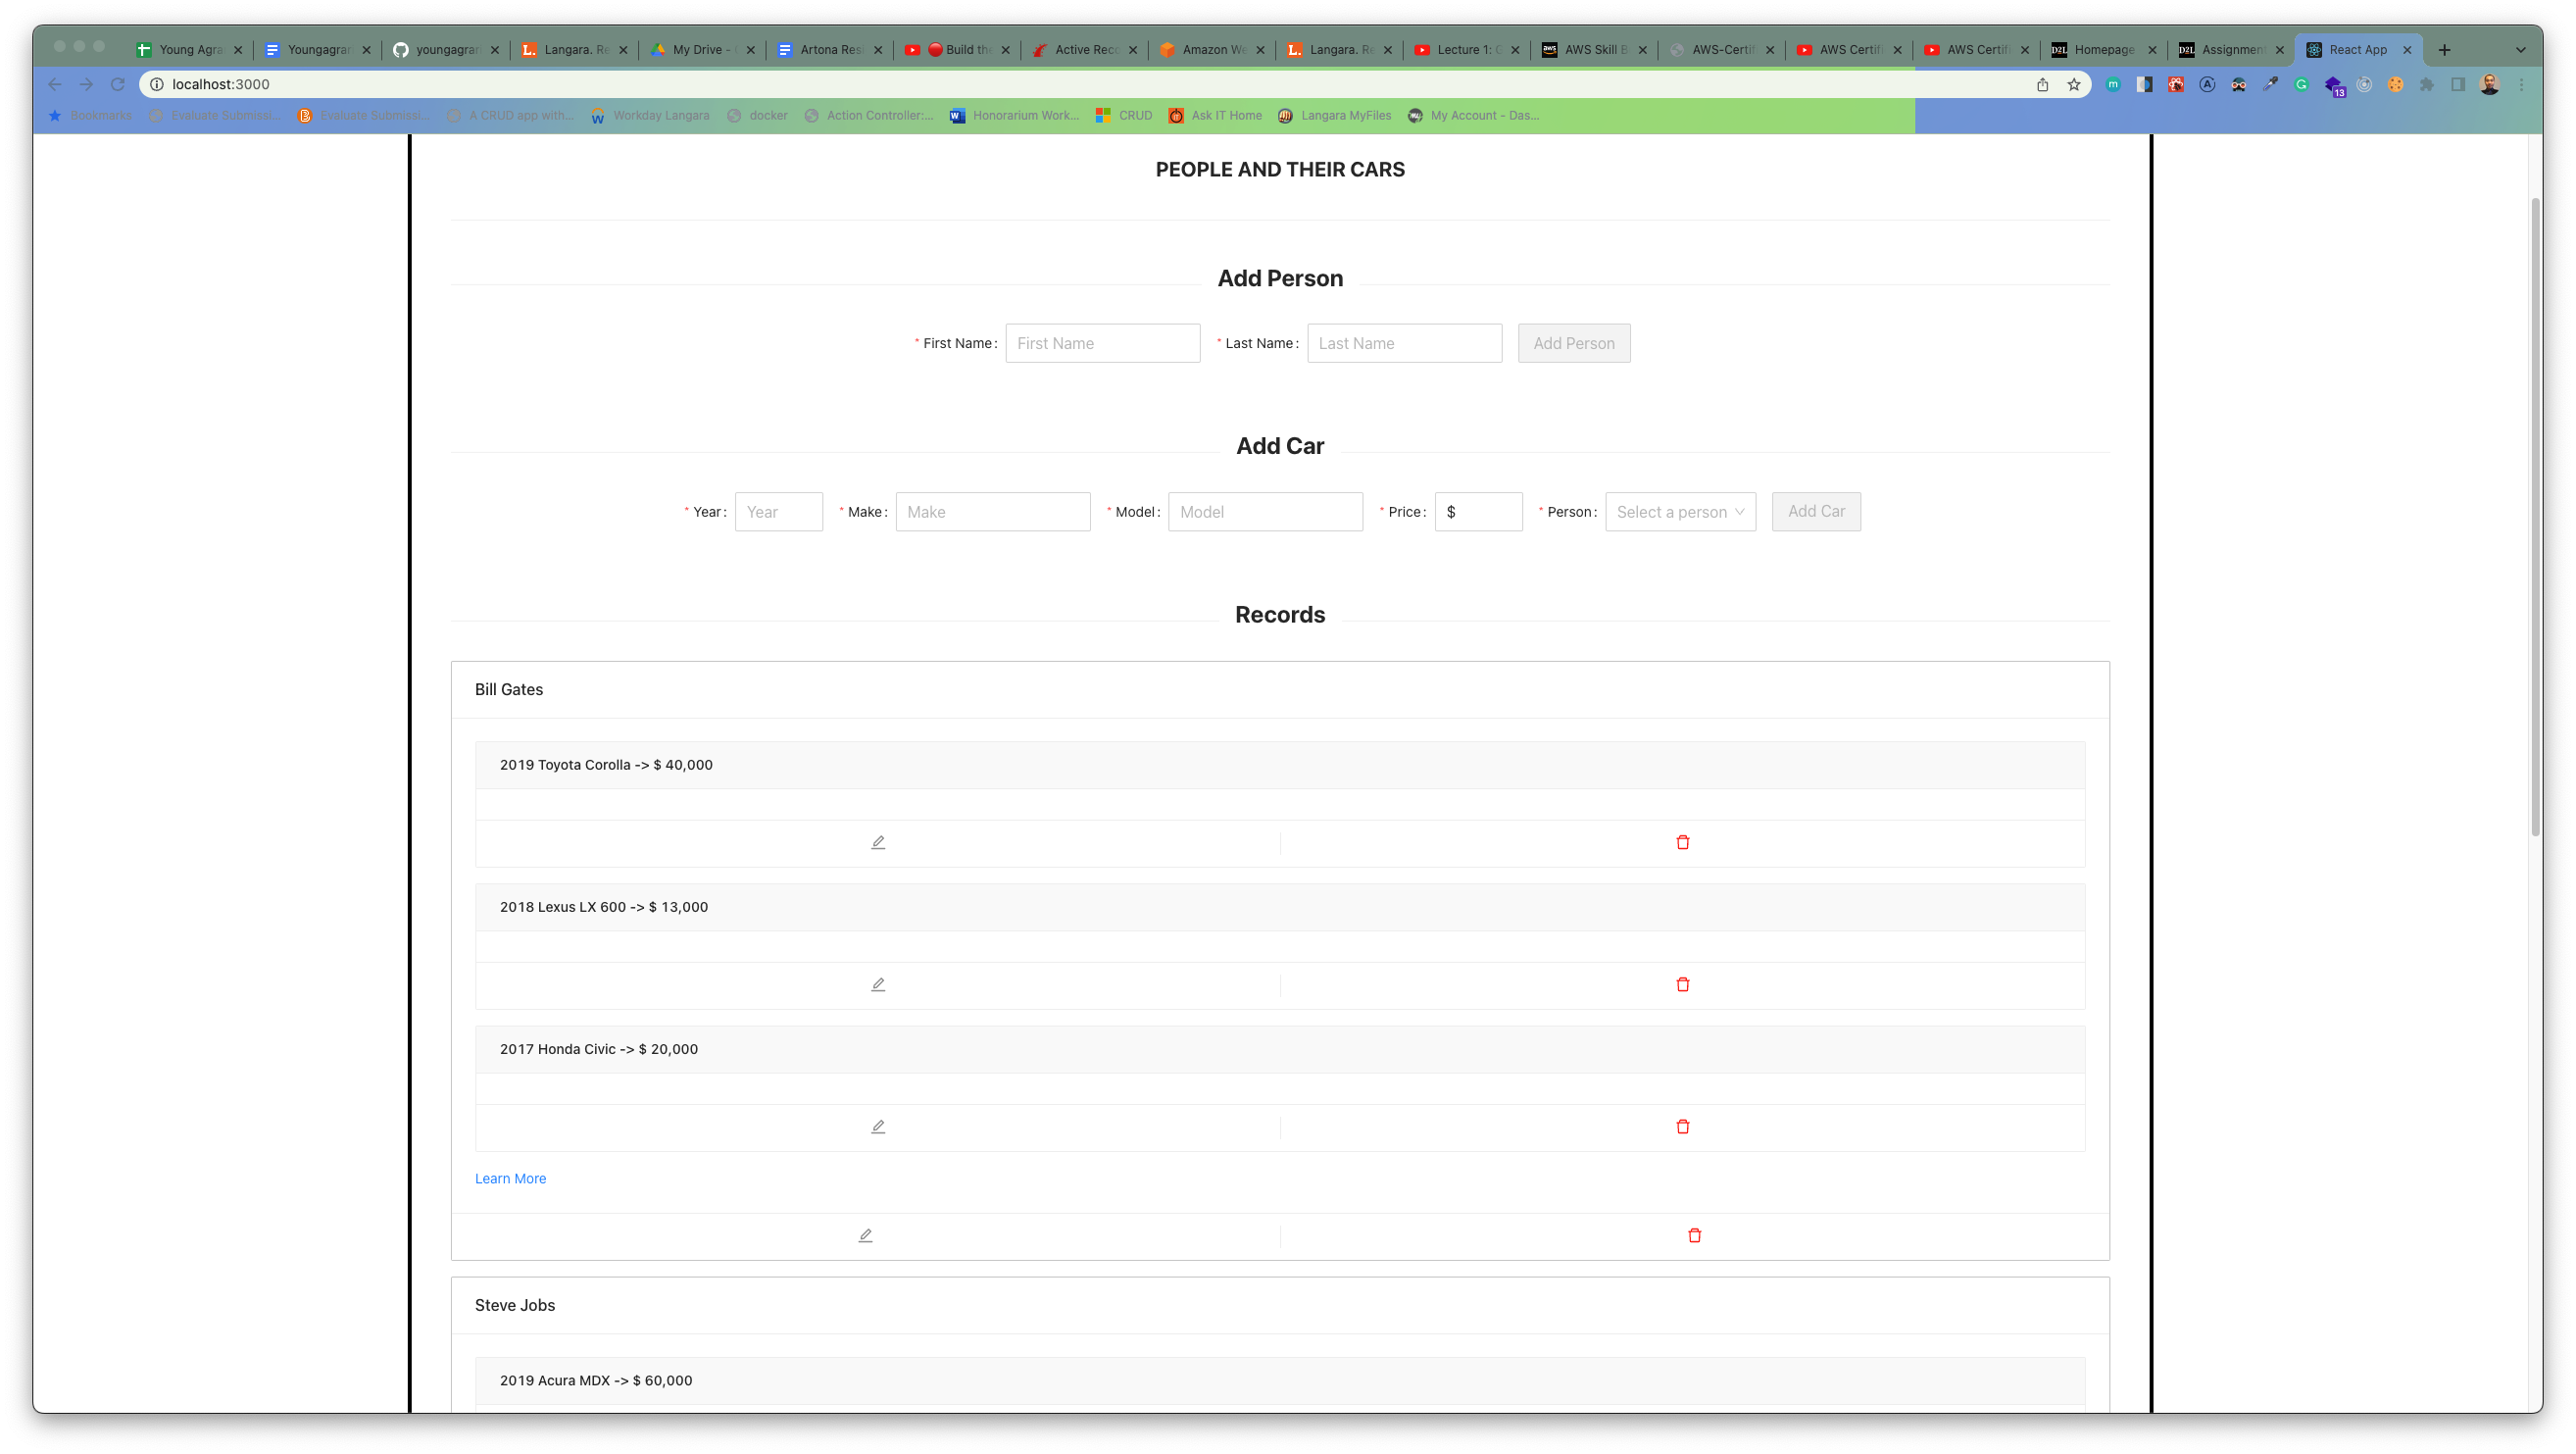 Young Agra Youngagrar youngagrar Langara. Re My Drive - Artona Res Build the Active Reco Amazon We Langara. Re Lecture 1: AWS Skill B AWS-Certif AWS Certif AWS Certif Homepage Assignment React App
localhost:3000
13
Bookmarks Evaluate Submissi... Evaluate Submissi... A CRUD app with... Workday Langara docker Action Controller:... Honorarium Work... CRUD Ask IT Home Langara MyFiles My Account - Das...
PEOPLE AND THEIR CARS
Add Person
* First Name: First Name * Last Name: Last Name Add Person
Add Car
* Year: Year * Make: Make * Model: Model * Price: $ * Person: Select a person Add Car
Records
Bill Gates
2019 Toyota Corolla -> $ 40,000
2018 Lexus LX 600 -> $ 13,000
2017 Honda Civic -> $ 20,000
Learn More
Steve Jobs
2019 Acura MDX -> $ 60,000